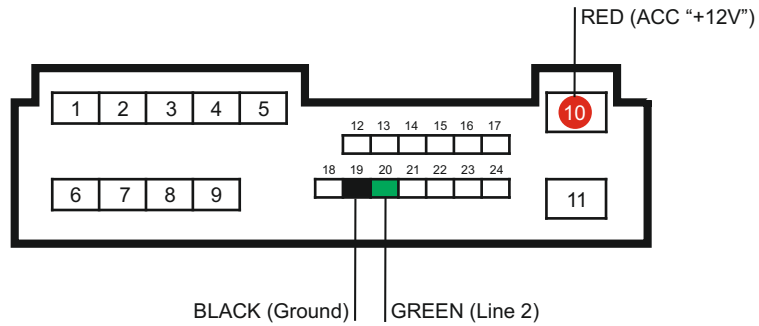 RED (ACC “+12V”)
1 2 3 4 5
10
12 13 14 15 16 17
18 19 20 21 22 23 24
6 7 8 9
11
BLACK (Ground)
GREEN (Line 2)